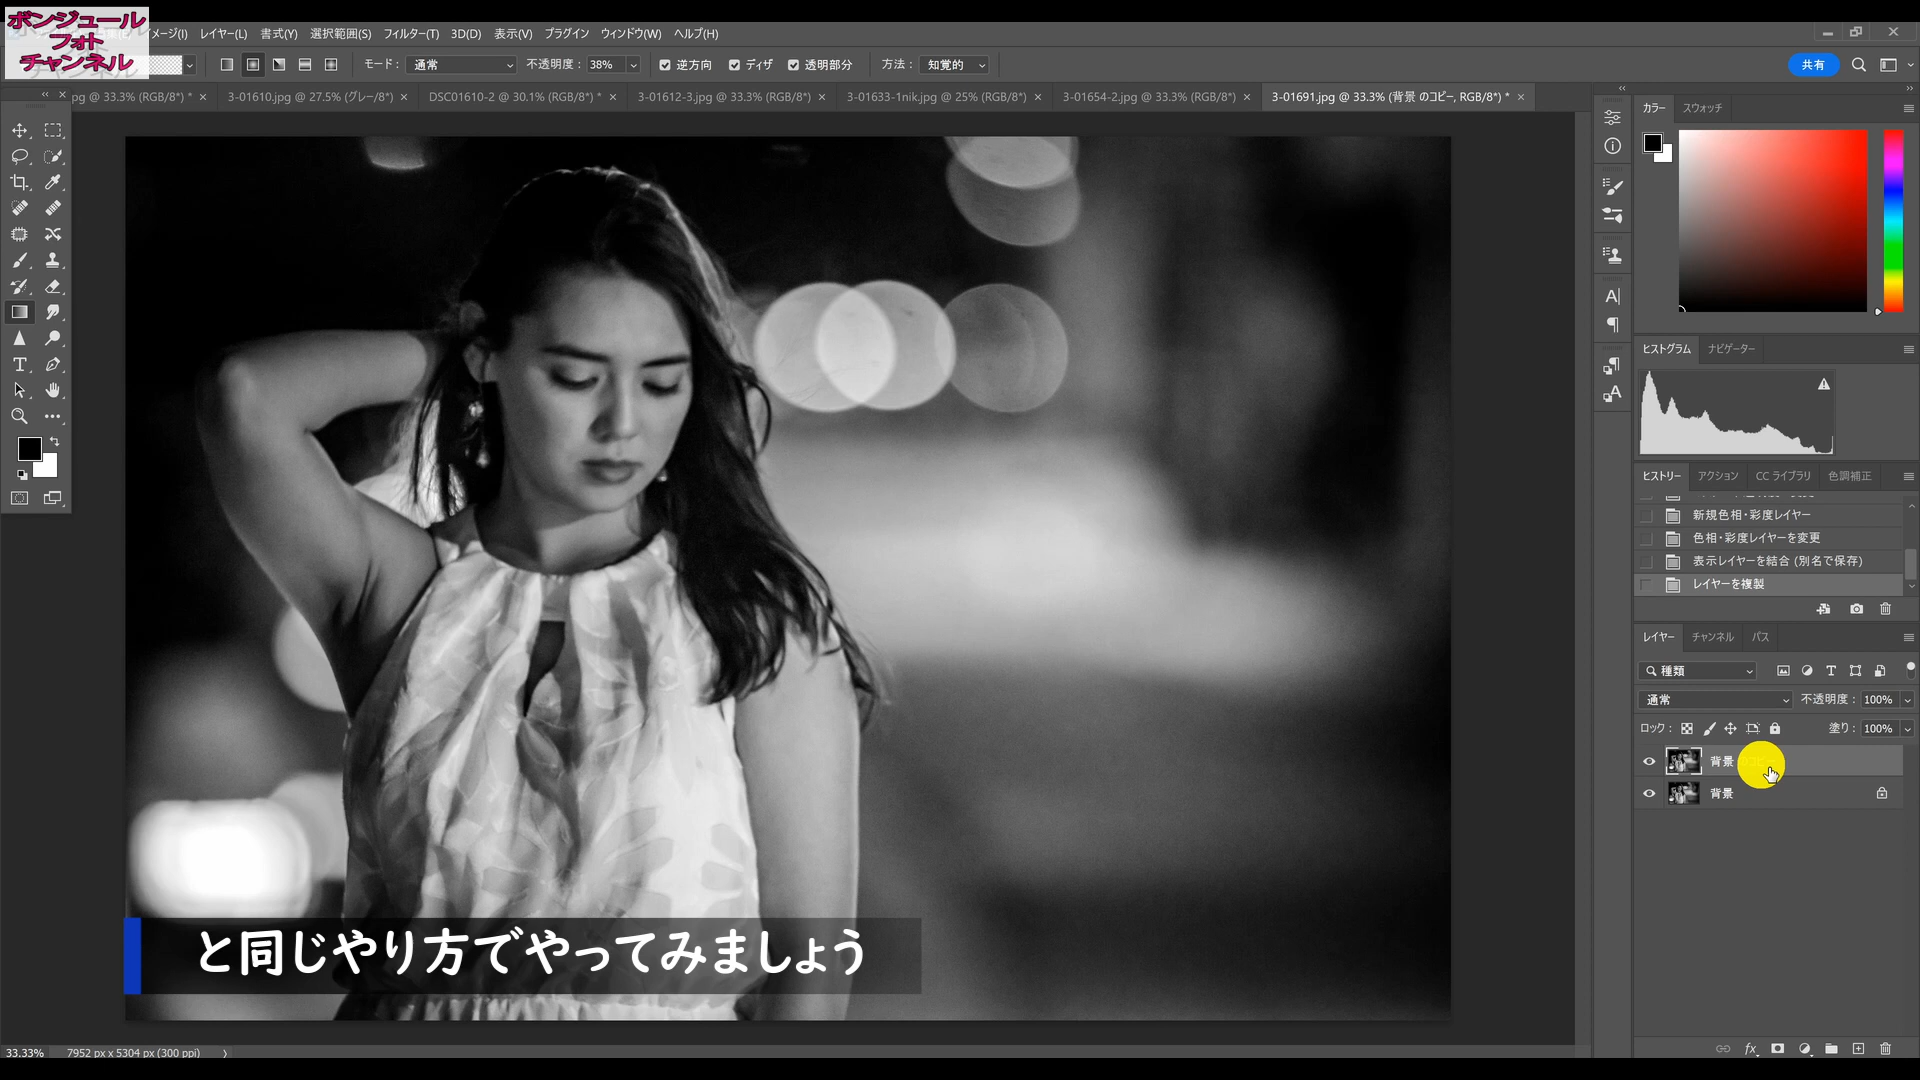 ボンジュール
フォト
チャンネル
メージ(I) レイヤー(L) 書式(Y) 選択範囲(S) フィルター(T) 3D(D) 表示(V) プラグイン ウィンドウ(W) ヘルプ(H)
モード : 通常 不透明度 : 38% 逆方向 ディザ 透明部分 方法 : 知覚的 共有
pg @ 33.3% (RGB/8*) * × 3-01610.jpg @ 27.5% (グレー/8*) × DSC01610-2 @ 30.1% (RGB/8*) * × 3-01612-3.jpg @ 33.3% (RGB/8*) × 3-01633-1nik.jpg @ 25% (RGB/8*) × 3-01654-2.jpg @ 33.3% (RGB/8*) × 3-01691.jpg @ 33.3% (背景 のコピー, RGB/8*) * ×
カラー スウォッチ
ヒストグラム ナビゲーター
ヒストリー アクション CC ライブラリ 色調補正
新規色相・彩度レイヤー
色相・彩度レイヤーを変更
表示レイヤーを結合 (別名で保存)
レイヤーを複製
レイヤー チャンネル パス
種類
通常 不透明度 : 100%
ロック : 塗り : 100%
背景 のコピー
背景
と同じやり方でやってみましょう
33.33% 7952 px x 5304 px (300 ppi)
fx